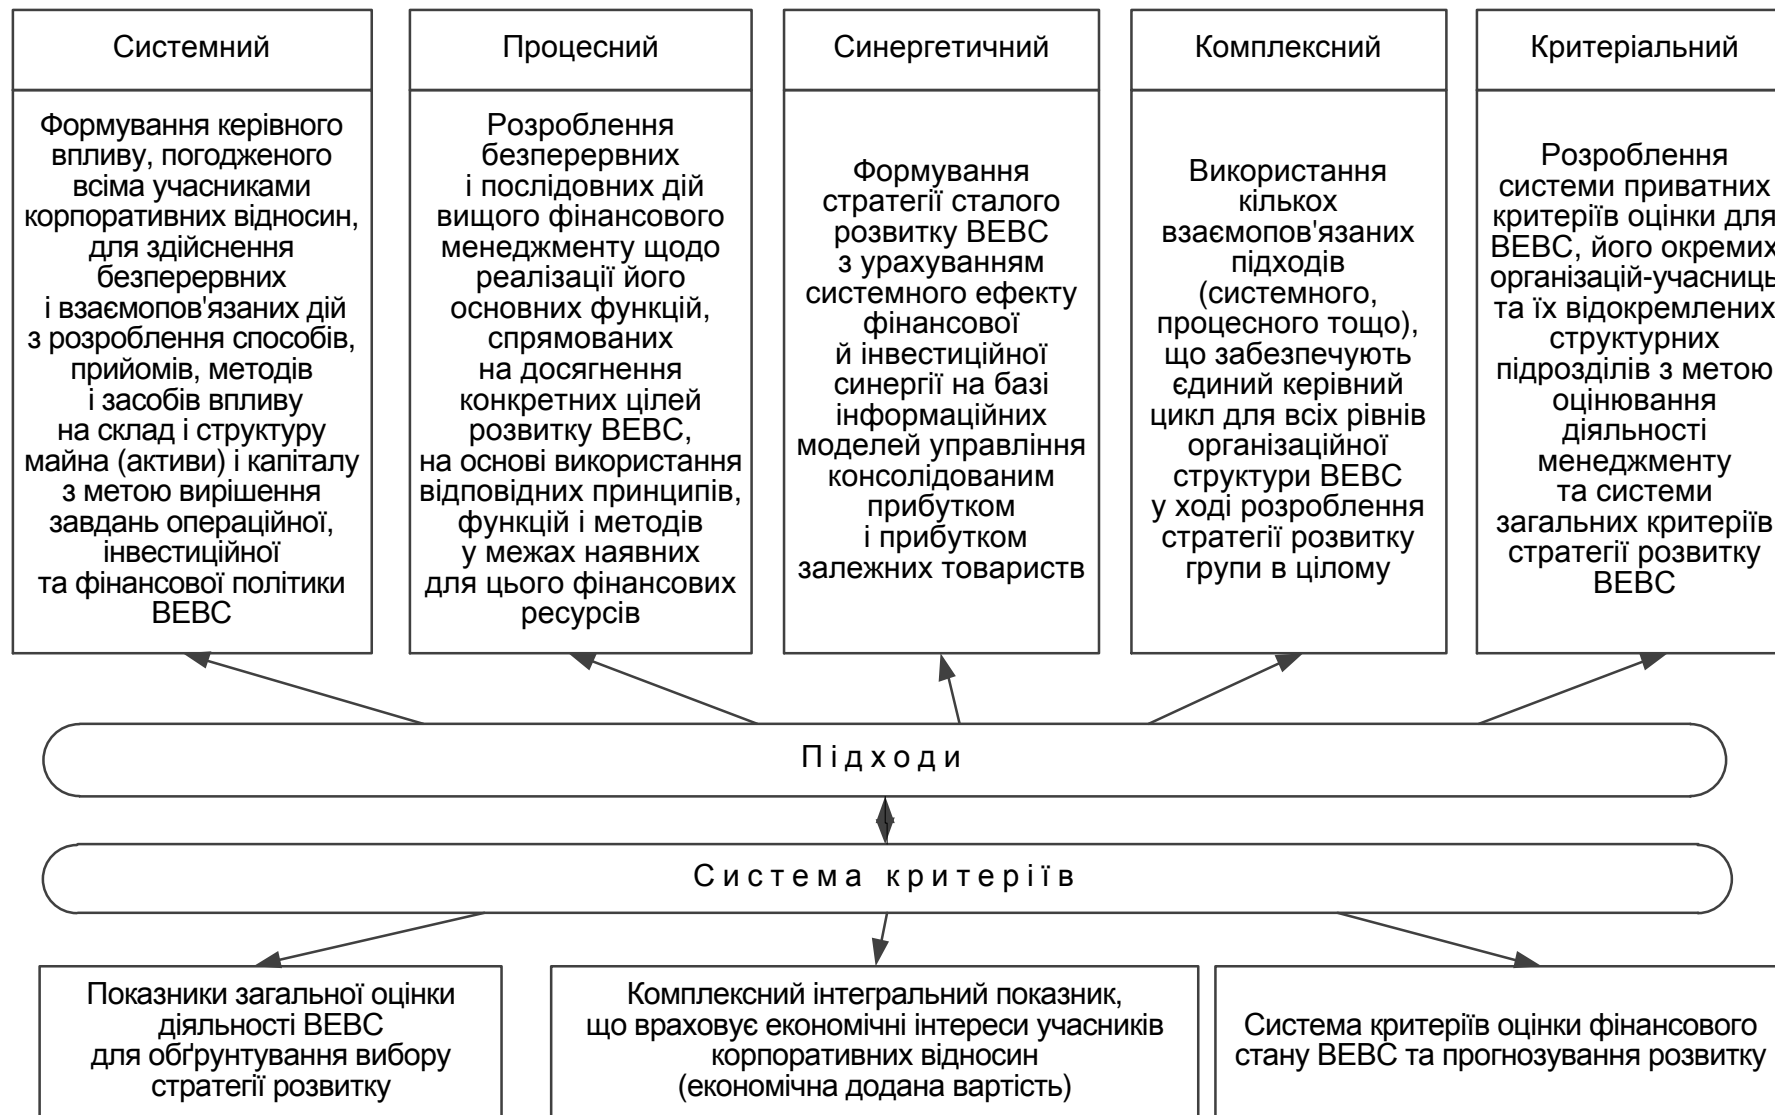 Системний
Формування керівного
впливу, погодженого
всіма учасниками
корпоративних відносин,
для здійснення
безперервних
і взаємопов'язаних дій
з розроблення способів,
прийомів, методів
і засобів впливу
на склад і структуру
майна (активи) і капіталу
з метою вирішення
завдань операційної,
інвестиційної
та фінансової політики
ВЕВС
Процесний
Розроблення
безперервних
і послідовних дій
вищого фінансового
менеджменту щодо
реалізації його
основних функцій,
спрямованих
на досягнення
конкретних цілей
розвитку ВЕВС,
на основі використання
відповідних принципів,
функцій і методів
у межах наявних
для цього фінансових
ресурсів
Синергетичний
Формування
стратегії сталого
розвитку ВЕВС
з урахуванням
системного ефекту
фінансової
й інвестиційної
синергії на базі
інформаційних
моделей управління
консолідованим
прибутком
і прибутком
залежних товариств
Комплексний
Використання
кількох
взаємопов'язаних
підходів
(системного,
процесного тощо),
що забезпечують
єдиний керівний
цикл для всіх рівнів
організаційної
структури ВЕВС
у ході розроблення
стратегії розвитку
групи в цілому
Критеріальний
Розроблення
системи приватних
критеріїв оцінки для
ВЕВС, його окремих
організацій-учасниць
та їх відокремлених
структурних
підрозділів з метою
оцінювання
діяльності
менеджменту
та системи
загальних критеріїв
стратегії розвитку
ВЕВС
Підходи
Система критеріїв
Показники загальної оцінки
діяльності ВЕВС
для обґрунтування вибору
стратегії розвитку
Комплексний інтегральний показник,
що враховує економічні інтереси учасників
корпоративних відносин
(економічна додана вартість)
Система критеріїв оцінки фінансового
стану ВЕВС та прогнозування розвитку